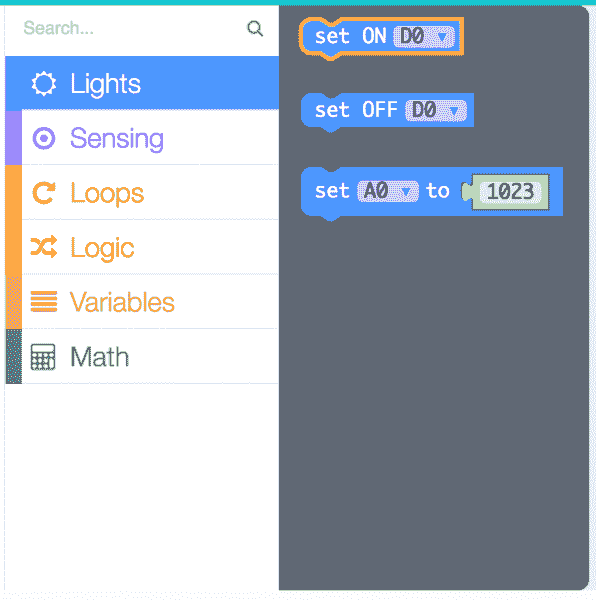 Search...
Lights
Sensing
Loops
Logic
Variables
Math
set ON D0
set OFF D0
set A0 to 1023